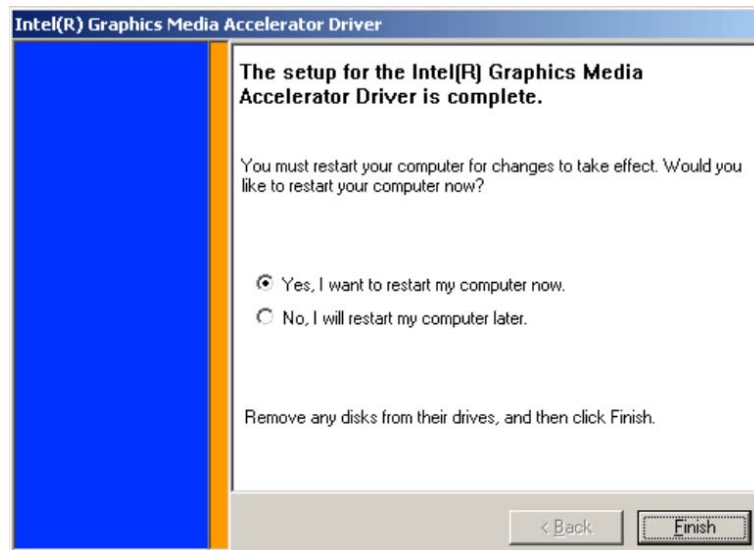 Intel(R) Graphics Media Accelerator Driver
The setup for the Intel(R) Graphics Media
Accelerator Driver is complete.
You must restart your computer for changes to take effect. Would you
like to restart your computer now?
Yes, I want to restart my computer now.
No, I will restart my computer later.
Remove any disks from their drives, and then click Finish.
< Back
Finish